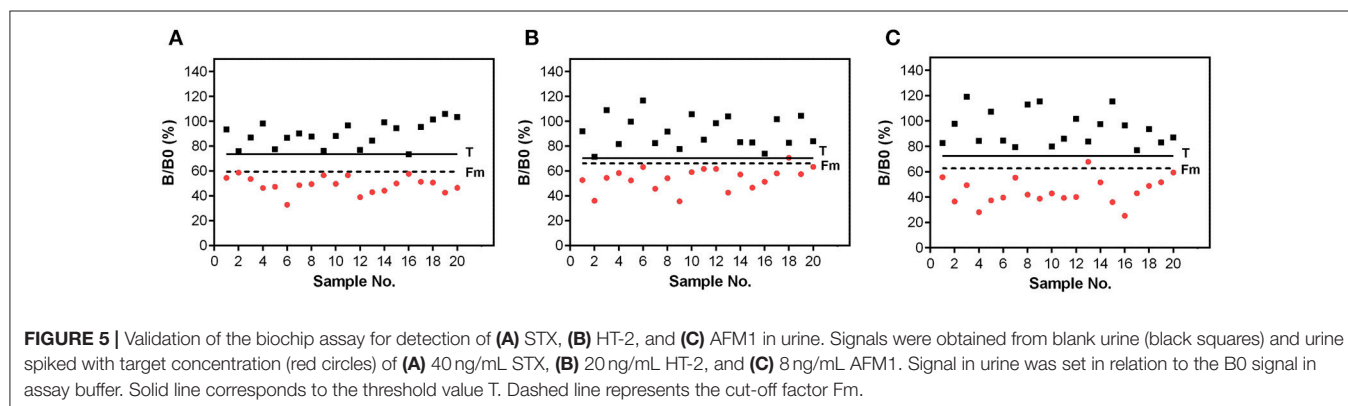 A
B/B0 (%)
140
120
100
80
60
40
20
0
T
Fm
0 2 4 6 8 10 12 14 16 18 20
Sample No.
B
B/B0 (%)
140
120
100
80
60
40
20
0
T
Fm
0 2 4 6 8 10 12 14 16 18 20
Sample No.
C
B/B0 (%)
140
120
100
80
60
40
20
0
T
Fm
0 2 4 6 8 10 12 14 16 18 20
Sample No.
FIGURE 5 | Validation of the biochip assay for detection of (A) STX, (B) HT-2, and (C) AFM1 in urine. Signals were obtained from blank urine (black squares) and urine
spiked with target concentration (red circles) of (A) 40 ng/mL STX, (B) 20 ng/mL HT-2, and (C) 8 ng/mL AFM1. Signal in urine was set in relation to the B0 signal in
assay buffer. Solid line corresponds to the threshold value T. Dashed line represents the cut-off factor Fm.